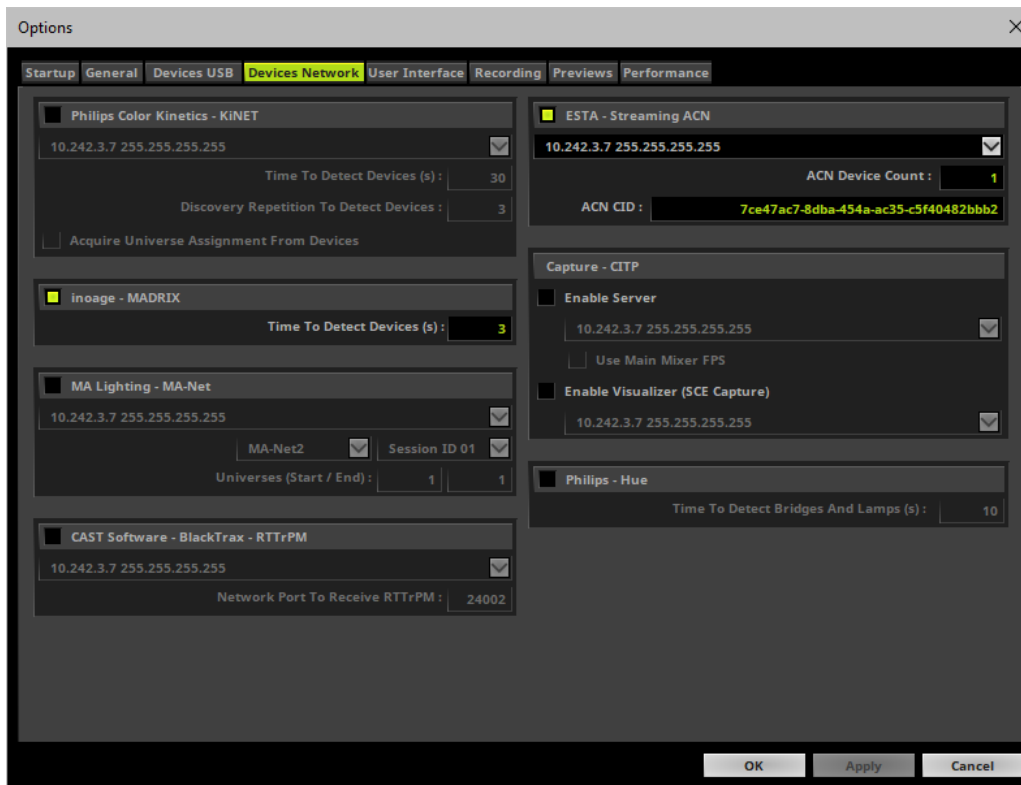 Options
Startup General Devices USB Devices Network User Interface Recording Previews Performance
Philips Color Kinetics - KiNET
10.242.3.7 255.255.255.255
Time To Detect Devices (s) : 30
Discovery Repetition To Detect Devices : 3
Acquire Universe Assignment From Devices
inoage - MADRIX
Time To Detect Devices (s) : 3
MA Lighting - MA-Net
10.242.3.7 255.255.255.255
MA-Net2 Session ID 01
Universes (Start / End) : 1 1
CAST Software - BlackTrax - RTTrPM
10.242.3.7 255.255.255.255
Network Port To Receive RTTrPM : 24002
ESTA - Streaming ACN
10.242.3.7 255.255.255.255
ACN Device Count : 1
ACN CID : 7ce47ac7-8dba-454a-ac35-c5f40482bbb2
Capture - CITP
Enable Server
10.242.3.7 255.255.255.255
Use Main Mixer FPS
Enable Visualizer (SCE Capture)
10.242.3.7 255.255.255.255
Philips - Hue
Time To Detect Bridges And Lamps (s) : 10
OK Apply Cancel